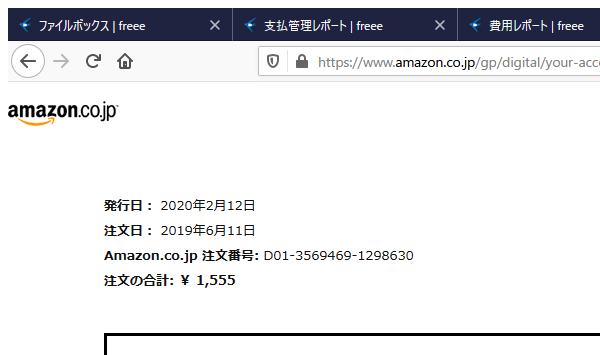 ファイルボックス | freee
支払管理レポート | freee
費用レポート | freee
https://www.amazon.co.jp/gp/digital/your-acc
amazon.co.jp
発行日： 2020年2月12日
注文日： 2019年6月11日
Amazon.co.jp 注文番号: D01-3569469-1298630
注文の合計: ¥ 1,555